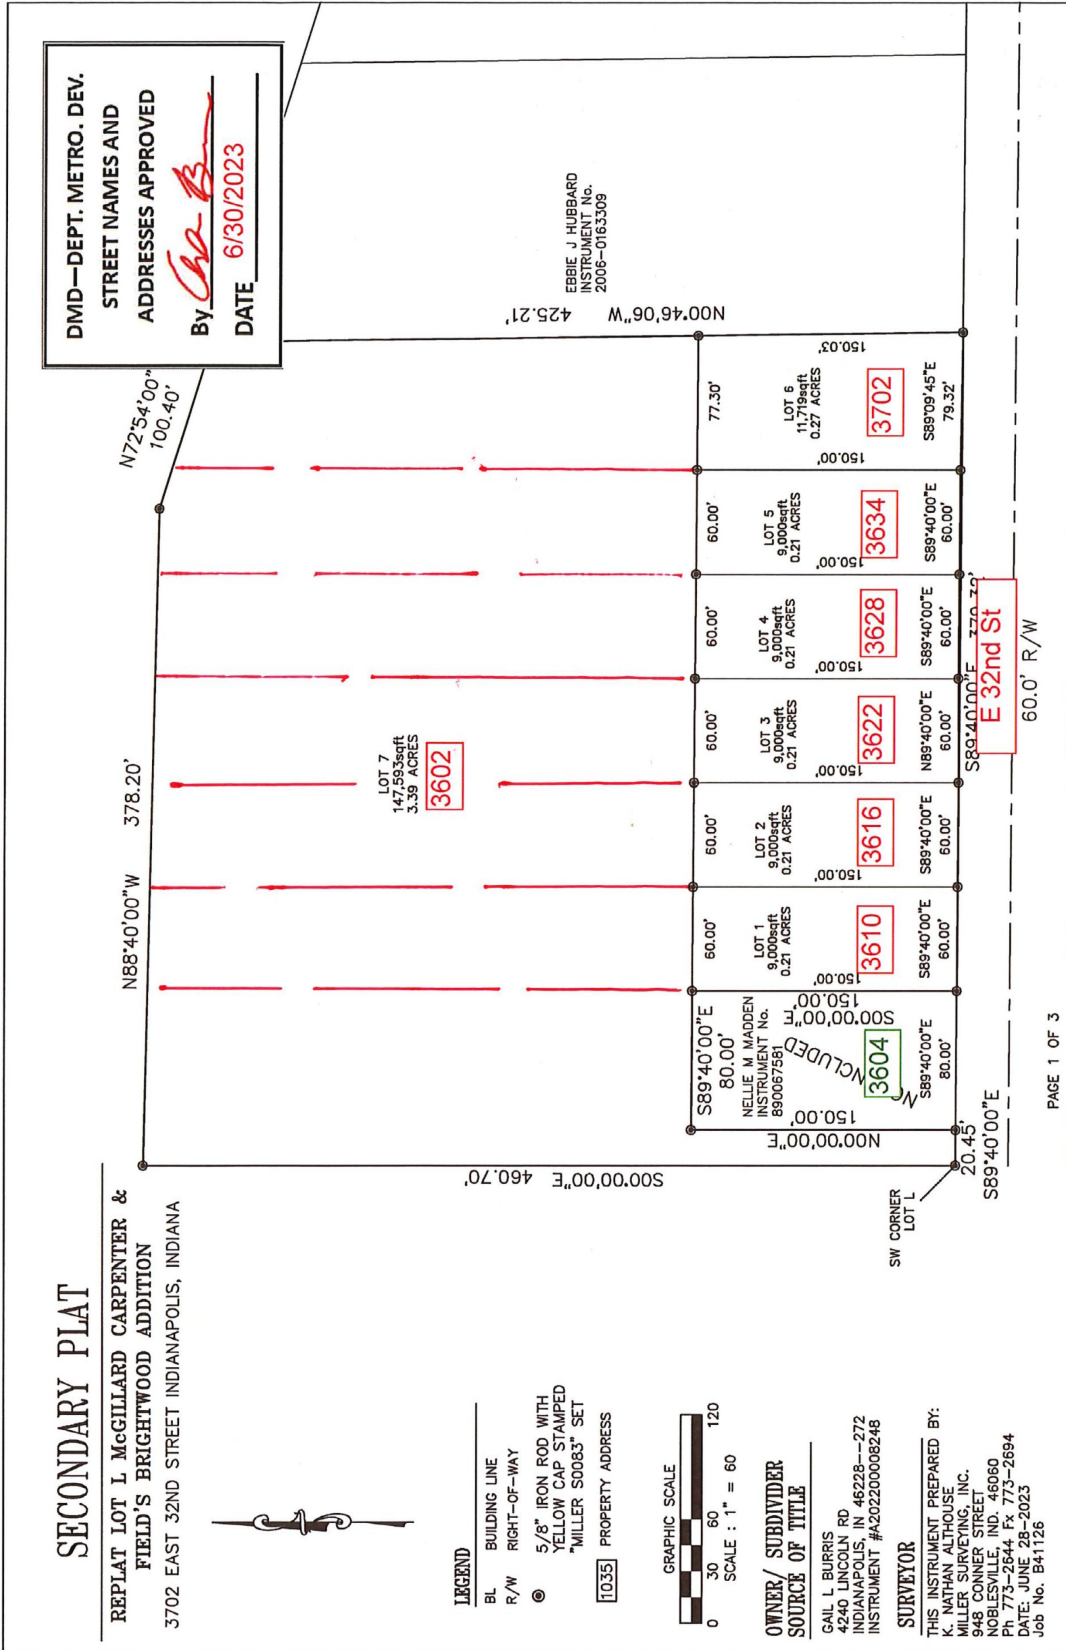 SECONDARY PLAT
REPLAT LOT L McGILLARD CARPENTER &
FIELD'S BRIGHTWOOD ADDITION
3702 EAST 32ND STREET INDIANAPOLIS, INDIANA
LEGEND
BL BUILDING LINE
R/W RIGHT-OF-WAY
5/8" IRON ROD WITH
YELLOW CAP STAMPED
"MILLER S0083" SET
1035 PROPERTY ADDRESS
GRAPHIC SCALE
0 30 60 120
SCALE : 1" = 60
OWNER/ SUBDIVIDER
SOURCE OF TITLE
GAIL L BURRIS
4240 LINCOLN RD
INDIANAPOLIS, IN 46228---272
INSTRUMENT #A202200008248
SURVEYOR
THIS INSTRUMENT PREPARED BY:
K. NATHAN ALTHOUSE
MILLER SURVEYING, INC.
948 CONNER STREET
NOBLESVILLE, IND. 46060
Ph 773-2644 Fx 773-2694
DATE: JUNE 28-2023
Job No. B41126
DMD—DEPT. METRO. DEV.
STREET NAMES AND
ADDRESSES APPROVED
By
DATE 6/30/2023
N88°40'00"W 378.20'
N72°54'00"
100.40'
S00°00'00"E 460.70'
N00°46'06"W 425.21'
EBBIE J HUBBARD
INSTRUMENT No.
2006-0163309
LOT 7
147,593sqft
3.39 ACRES
3602
S89°40'00"E
80.00'
NELLIE M MADDEN
INSTRUMENT No.
890067581
N00°00'00"E 150.00'
S00°00'00"E
150.00'
3604
S89°40'00"E
80.00'
60.00'
LOT 1
9,000sqft
0.21 ACRES
150.00'
3610
S89°40'00"E
60.00'
60.00'
LOT 2
9,000sqft
0.21 ACRES
150.00'
3616
S89°40'00"E
60.00'
60.00'
LOT 3
9,000sqft
0.21 ACRES
150.00'
3622
N89°40'00"E
60.00'
60.00'
LOT 4
9,000sqft
0.21 ACRES
150.00'
3628
S89°40'00"E
60.00'
60.00'
LOT 5
9,000sqft
0.21 ACRES
150.00'
3634
S89°40'00"E
60.00'
77.30'
LOT 6
11,719sqft
0.27 ACRES
150.00'
150.03'
3702
S89°09'45"E
79.32'
SW CORNER
LOT L
20.45'
S89°40'00"E
S89°40'00"E
E 32nd St
60.0' R/W
PAGE 1 OF 3